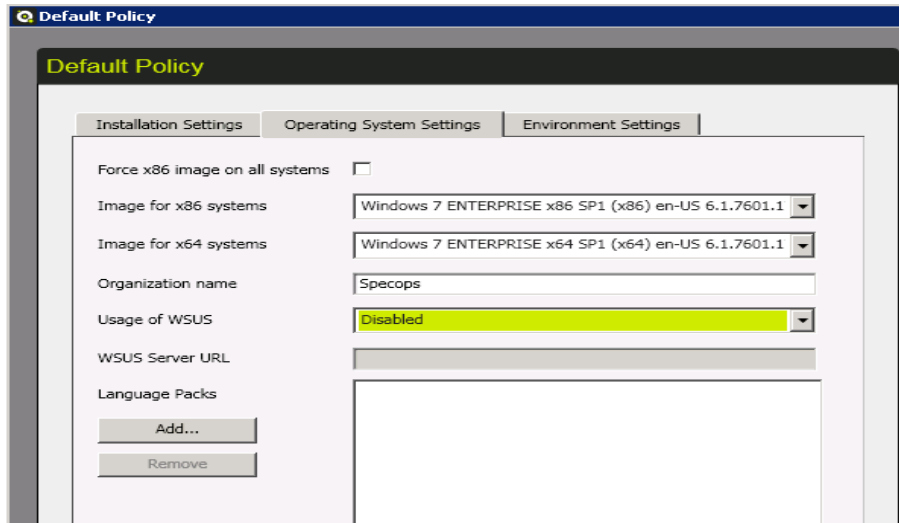 Default Policy
Default Policy
Installation Settings Operating System Settings Environment Settings
Force x86 image on all systems
Image for x86 systems Windows 7 ENTERPRISE x86 SP1 (x86) en-US 6.1.7601.1
Image for x64 systems Windows 7 ENTERPRISE x64 SP1 (x64) en-US 6.1.7601.1
Organization name Specops
Usage of WSUS Disabled
WSUS Server URL
Language Packs
Add...
Remove